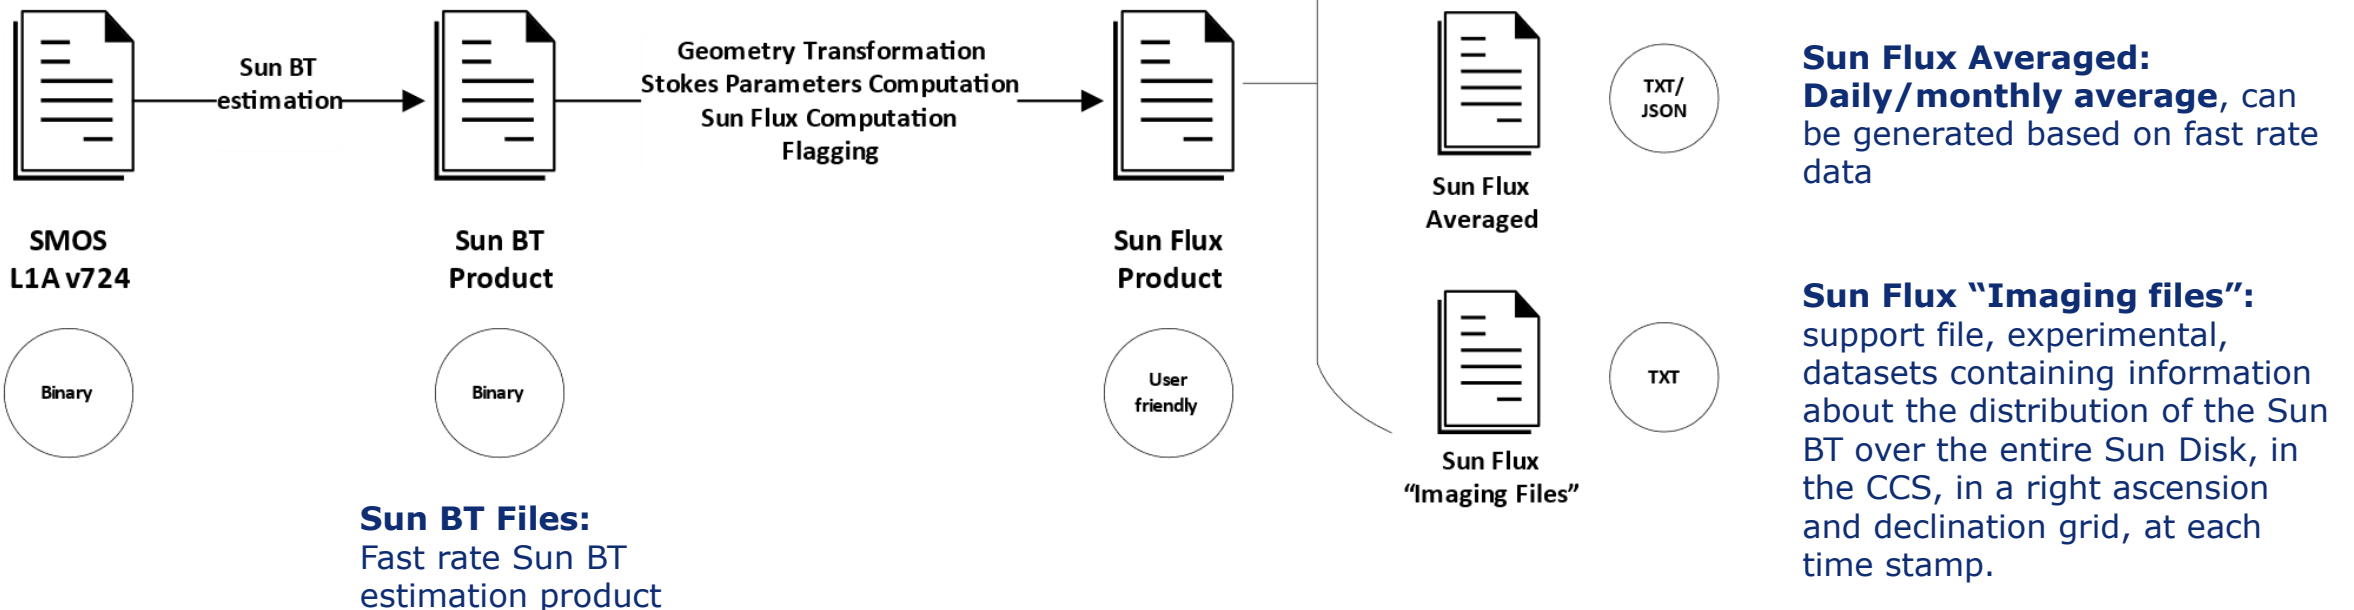 Sun BT
estimation
Geometry Transformation
Stokes Parameters Computation
Sun Flux Computation
Flagging
SMOS
L1A v724
Sun BT
Product
Sun Flux
Product
Binary
Binary
User
friendly
Sun BT Files:
Fast rate Sun BT
estimation product
Sun Flux
Averaged
TXT/
JSON
Sun Flux Averaged:
Daily/monthly average, can
be generated based on fast rate
data
Sun Flux
“Imaging Files”
TXT
Sun Flux “Imaging files”:
support file, experimental,
datasets containing information
about the distribution of the Sun
BT over the entire Sun Disk, in
the CCS, in a right ascension
and declination grid, at each
time stamp.